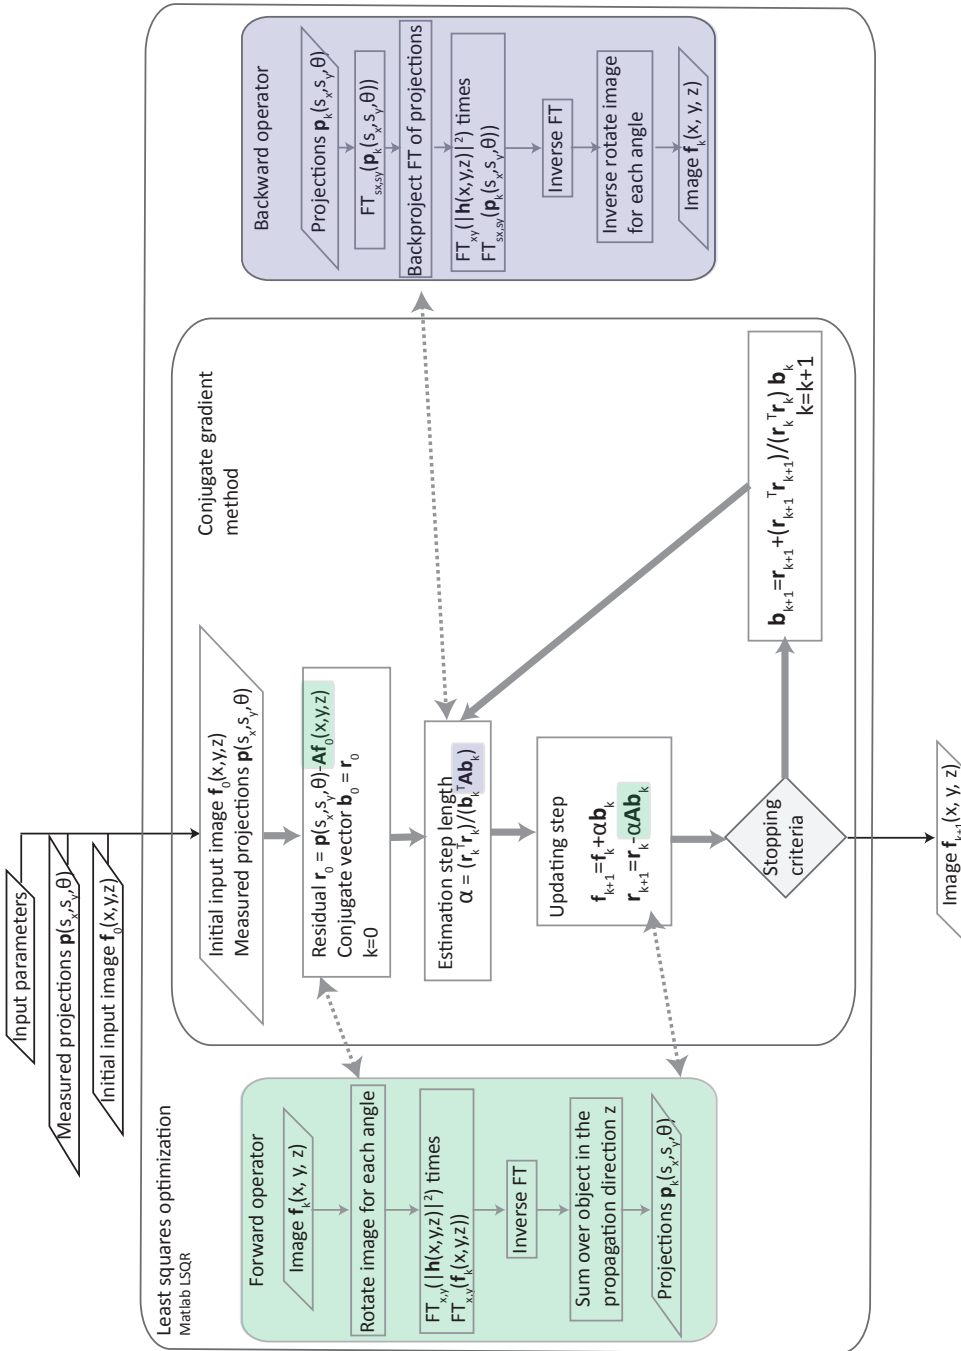 Input parameters
Measured projections p(sx,sy,θ)
Initial input image f0(x,y,z)
Least squares optimization
Matlab LSQR
Forward operator
Image fk(x, y, z)
Rotate image for each angle
FTx,y(|h(x,y,z)|²) times
FTx,y(fk(x,y,z))
Inverse FT
Sum over object in the
propagation direction z
Projections pk(sx,sy,θ)
Conjugate gradient
method
Initial input image f0(x,y,z)
Measured projections p(sx,sy,θ)
Residual r0 = p(sx,sy,θ)-Af0(x,y,z)
Conjugate vector b0 = r0
k=0
Estimation step length
α = (rkTrk)/(bkTAbk)
Updating step
fk+1=fk+αbk
rk+1=rk-αAbk
Stopping
criteria
bk+1=rk+1+(rk+1Trk+1)/(rkTrk) bk
k=k+1
Backward operator
Projections pk(sx,sy,θ)
FTsx,sy(pk(sx,sy,θ))
Backproject FT of projections
FTxy(|h(x,y,z)|²) times
FTsx,sy(pk(sx,sy,θ))
Inverse FT
Inverse rotate image
for each angle
Image fk(x, y, z)
Image fk+1(x, y, z)